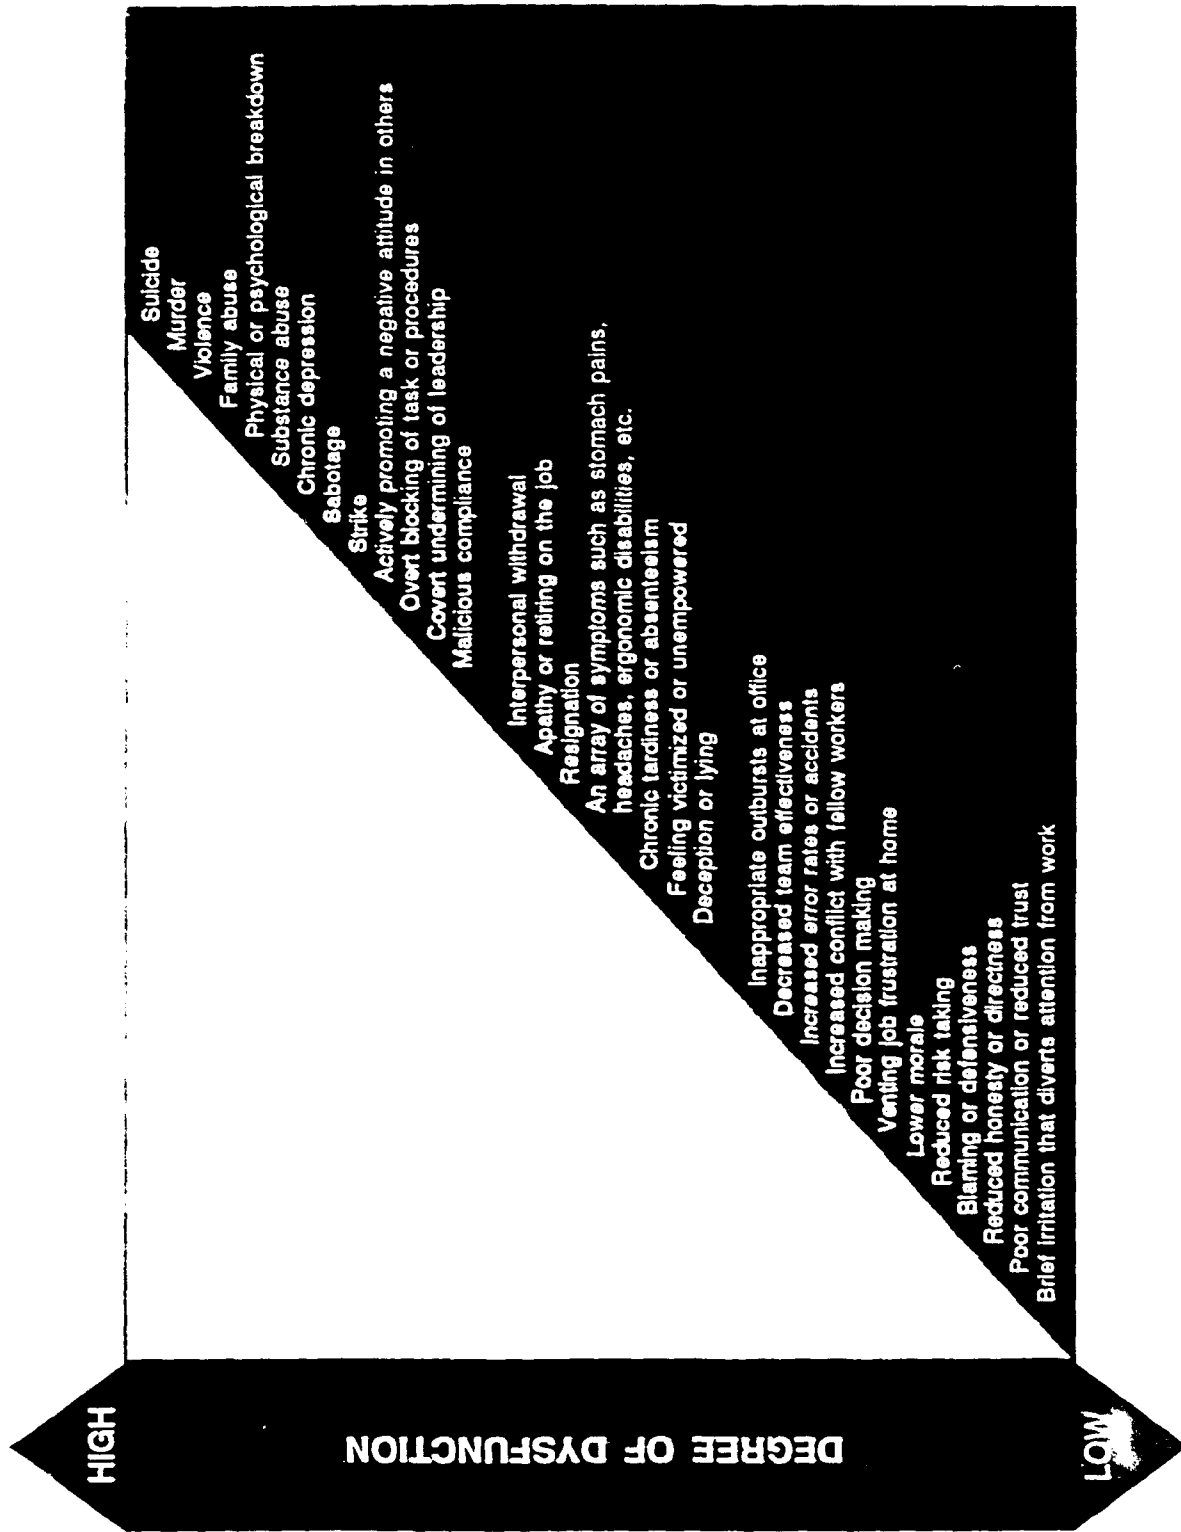 HIGH
DEGREE OF DYSFUNCTION
LOW
Suicide
Murder
Violence
Family abuse
Physical or psychological breakdown
Substance abuse
Chronic depression
Sabotage
Strike
Actively promoting a negative attitude in others
Overt blocking of task or procedures
Covert undermining of leadership
Malicious compliance
Interpersonal withdrawal
Apathy or retiring on the job
Resignation
An array of symptoms such as stomach pains,
headaches, ergonomic disabilities, etc.
Chronic tardiness or absenteeism
Feeling victimized or unempowered
Deception or lying
Inappropriate outbursts at office
Decreased team effectiveness
Increased error rates or accidents
Increased conflict with fellow workers
Poor decision making
Venting job frustration at home
Lower morale
Reduced risk taking
Blaming or defensiveness
Reduced honesty or directness
Poor communication or reduced trust
Brief irritation that diverts attention from work